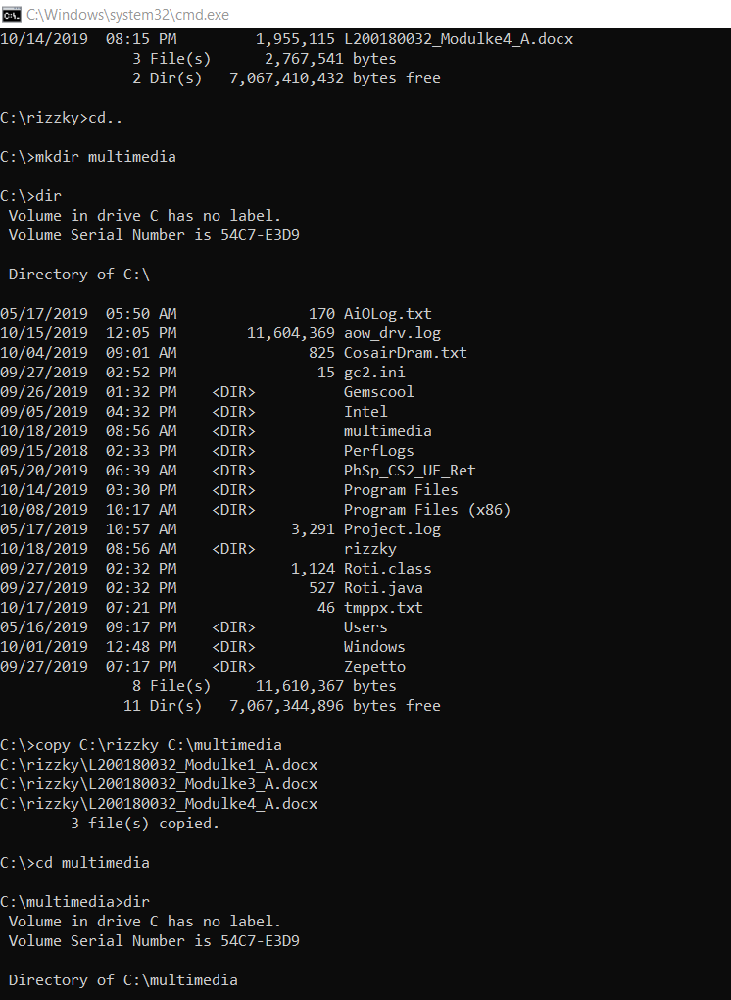 C:\Windows\system32\cmd.exe
10/14/2019  08:15 PM         1,955,115 L200180032_Modulke4_A.docx
               3 File(s)      2,767,541 bytes
               2 Dir(s)   7,067,410,432 bytes free

C:\rizzky>cd..

C:\>mkdir multimedia

C:\>dir
 Volume in drive C has no label.
 Volume Serial Number is 54C7-E3D9

 Directory of C:\

05/17/2019  05:50 AM               170 AiOLog.txt
10/15/2019  12:05 PM        11,604,369 aow_drv.log
10/04/2019  09:01 AM               825 CosairDram.txt
09/27/2019  02:52 PM                15 gc2.ini
09/26/2019  01:32 PM    <DIR>          Gemscool
09/05/2019  04:32 PM    <DIR>          Intel
10/18/2019  08:56 AM    <DIR>          multimedia
09/15/2018  02:33 PM    <DIR>          PerfLogs
05/20/2019  06:39 AM    <DIR>          PhSp_CS2_UE_Ret
10/14/2019  03:30 PM    <DIR>          Program Files
10/08/2019  10:17 AM    <DIR>          Program Files (x86)
05/17/2019  10:57 AM             3,291 Project.log
10/18/2019  08:56 AM    <DIR>          rizzky
09/27/2019  02:32 PM             1,124 Roti.class
09/27/2019  02:32 PM               527 Roti.java
10/17/2019  07:21 PM                46 tmppx.txt
05/16/2019  09:17 PM    <DIR>          Users
10/01/2019  12:48 PM    <DIR>          Windows
09/27/2019  07:17 PM    <DIR>          Zepetto
               8 File(s)     11,610,367 bytes
              11 Dir(s)   7,067,344,896 bytes free

C:\>copy C:\rizzky C:\multimedia
C:\rizzky\L200180032_Modulke1_A.docx
C:\rizzky\L200180032_Modulke3_A.docx
C:\rizzky\L200180032_Modulke4_A.docx
        3 file(s) copied.

C:\>cd multimedia

C:\multimedia>dir
 Volume in drive C has no label.
 Volume Serial Number is 54C7-E3D9

 Directory of C:\multimedia